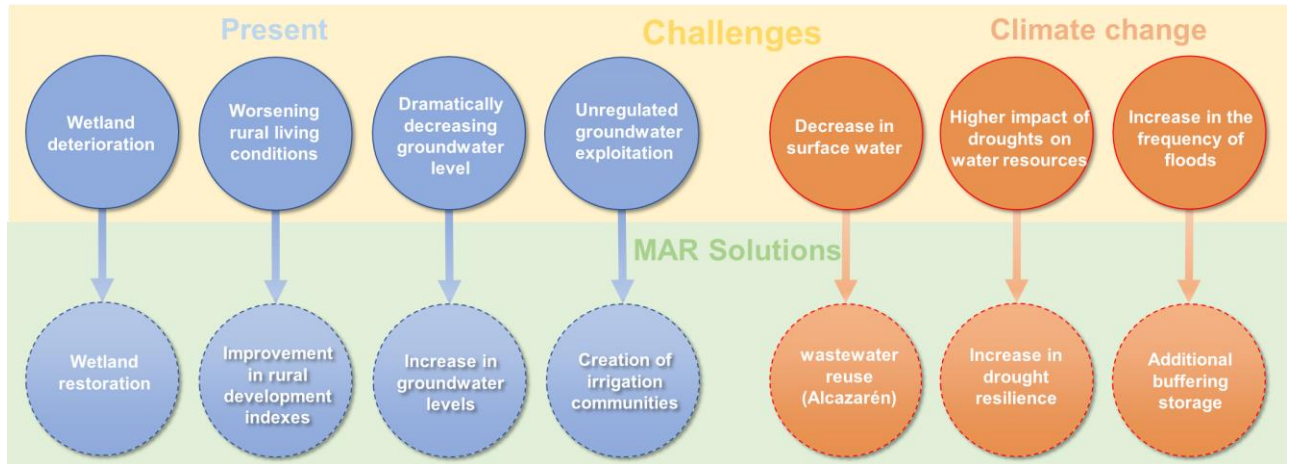 Present
Challenges
Climate change
Wetland
deterioration
Worsening
rural living
conditions
Dramatically
decreasing
groundwater
level
Unregulated
groundwater
exploitation
Decrease in
surface water
Higher impact of
droughts on
water resources
Increase in the
frequency of
floods
MAR Solutions
Wetland
restoration
Improvement
in rural
development
indexes
Increase in
groundwater
levels
Creation of
irrigation
communities
wastewater
reuse
(Alcazarén)
Increase in
drought
resilience
Additional
buffering
storage